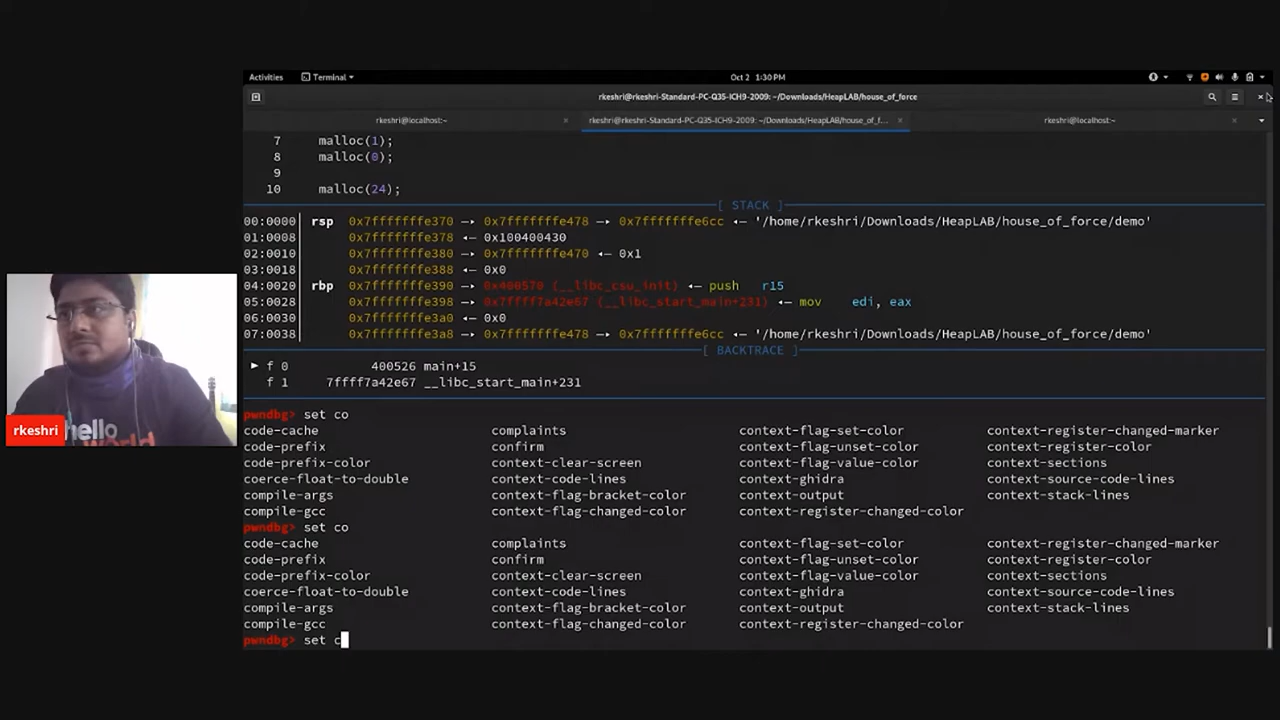 Activities Terminal Oct 2 1:30 PM
rkeshri@rkeshri-Standard-PC-Q35-ICH9-2009: ~/Downloads/HeapLAB/house_of_force
rkeshri@localhost:~ × rkeshri@rkeshri-Standard-PC-Q35-ICH9-2009: ~/Downloads/HeapLAB/house_of_f... × rkeshri@localhost:~ ×
7 malloc(1);
8 malloc(0);
9
10 malloc(24);
[ STACK ]
00:0000│ rsp 0x7fffffffe370 —▸ 0x7fffffffe478 —▸ 0x7fffffffe6cc ◂— '/home/rkeshri/Downloads/HeapLAB/house_of_force/demo'
01:0008│ 0x7fffffffe378 ◂— 0x100400430
02:0010│ 0x7fffffffe380 —▸ 0x7fffffffe470 ◂— 0x1
03:0018│ 0x7fffffffe388 ◂— 0x0
04:0020│ rbp 0x7fffffffe390 —▸ 0x400570 (__libc_csu_init) ◂— push r15
05:0028│ 0x7fffffffe398 —▸ 0x7ffff7a42e67 (__libc_start_main+231) ◂— mov edi, eax
06:0030│ 0x7fffffffe3a0 ◂— 0x0
07:0038│ 0x7fffffffe3a8 —▸ 0x7fffffffe478 —▸ 0x7fffffffe6cc ◂— '/home/rkeshri/Downloads/HeapLAB/house_of_force/demo'
[ BACKTRACE ]
► f 0 400526 main+15
f 1 7ffff7a42e67 __libc_start_main+231
pwndbg> set co
code-cache complaints context-flag-set-color context-register-changed-marker
code-prefix confirm context-flag-unset-color context-register-color
code-prefix-color context-clear-screen context-flag-value-color context-sections
coerce-float-to-double context-code-lines context-ghidra context-source-code-lines
compile-args context-flag-bracket-color context-output context-stack-lines
compile-gcc context-flag-changed-color context-register-changed-color
pwndbg> set co
code-cache complaints context-flag-set-color context-register-changed-marker
code-prefix confirm context-flag-unset-color context-register-color
code-prefix-color context-clear-screen context-flag-value-color context-sections
coerce-float-to-double context-code-lines context-ghidra context-source-code-lines
compile-args context-flag-bracket-color context-output context-stack-lines
compile-gcc context-flag-changed-color context-register-changed-color
pwndbg> set c
hello
world
rkeshri